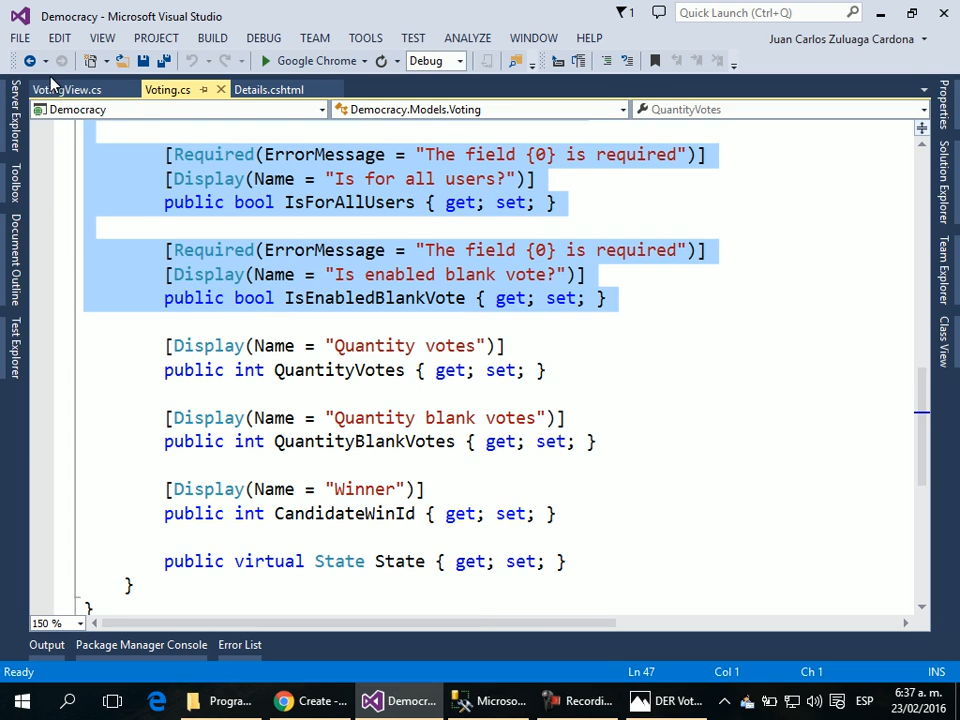 Democracy - Microsoft Visual Studio
1
Quick Launch (Ctrl+Q)
FILE EDIT VIEW PROJECT BUILD DEBUG TEAM TOOLS TEST ANALYZE WINDOW HELP
Juan Carlos Zuluaga Cardona
Google Chrome
Debug
VotingView.cs
Voting.cs
Details.cshtml
Democracy
Democracy.Models.Voting
QuantityVotes
Server Explorer
Toolbox
Document Outline
Test Explorer
[Required(ErrorMessage = "The field {0} is required")]
[Display(Name = "Is for all users?")]
public bool IsForAllUsers { get; set; }
[Required(ErrorMessage = "The field {0} is required")]
[Display(Name = "Is enabled blank vote?")]
public bool IsEnabledBlankVote { get; set; }
[Display(Name = "Quantity votes")]
public int QuantityVotes { get; set; }
[Display(Name = "Quantity blank votes")]
public int QuantityBlankVotes { get; set; }
[Display(Name = "Winner")]
public int CandidateWinId { get; set; }
public virtual State State { get; set; }
}
}
Properties
Solution Explorer
Team Explorer
Class View
150 %
Output
Package Manager Console
Error List
Ready
Ln 47
Col 1
Ch 1
INS
Progra...
Create -...
Democr...
Microso...
Recordi...
DER Vot...
ESP
6:37 a. m.
23/02/2016